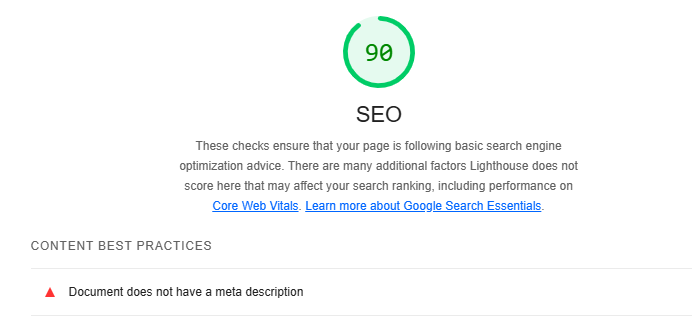 90
SEO
These checks ensure that your page is following basic search engine
optimization advice. There are many additional factors Lighthouse does not
score here that may affect your search ranking, including performance on
Core Web Vitals. Learn more about Google Search Essentials.
CONTENT BEST PRACTICES
Document does not have a meta description